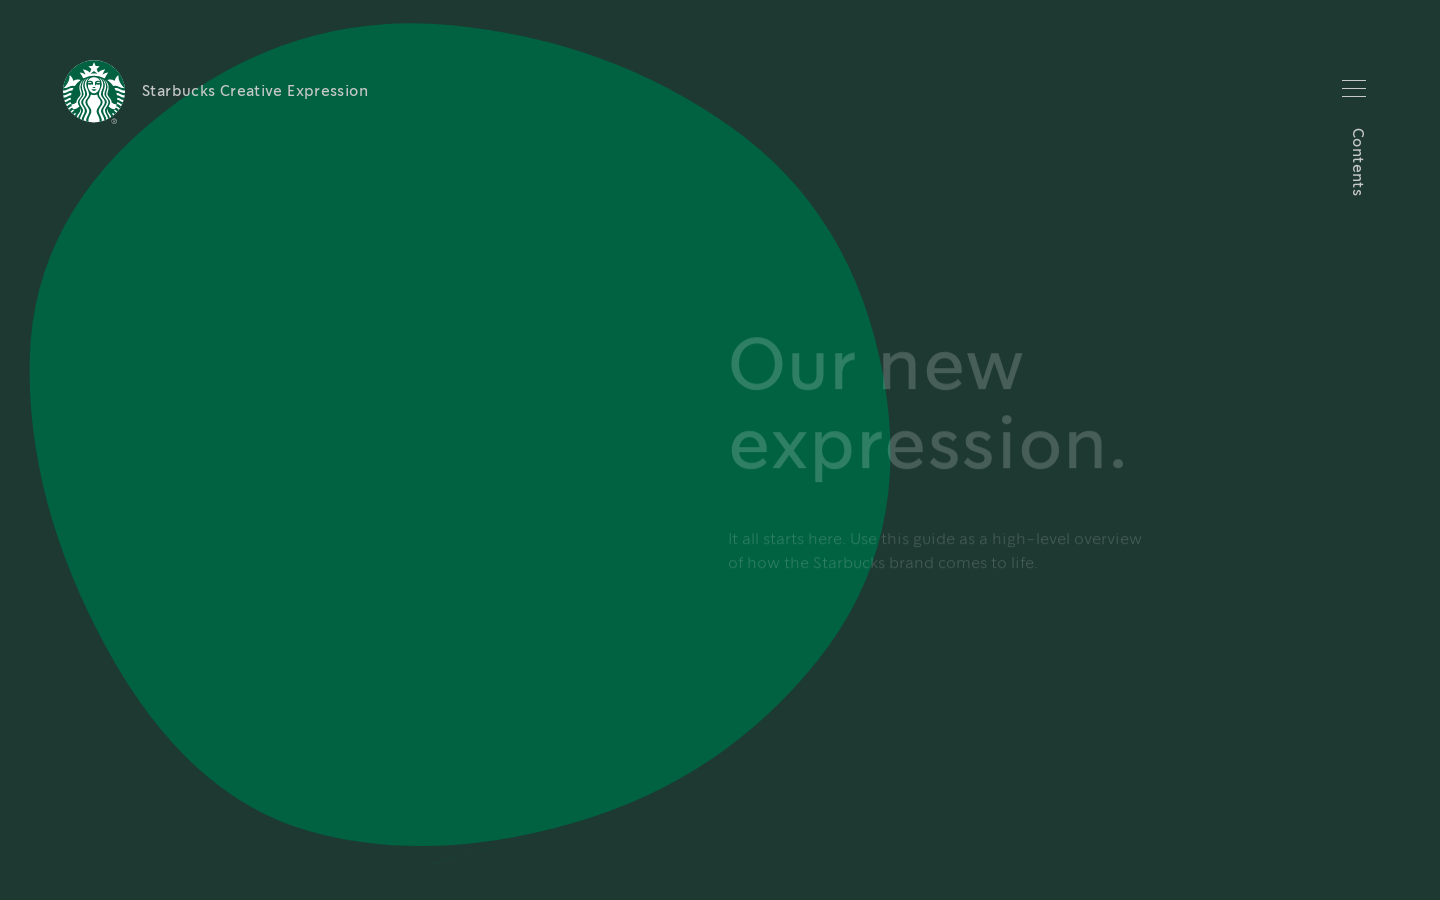 Starbucks Creative Expression
Contents
Our new
expression.
It all starts here. Use this guide as a high-level overview
of how the Starbucks brand comes to life.